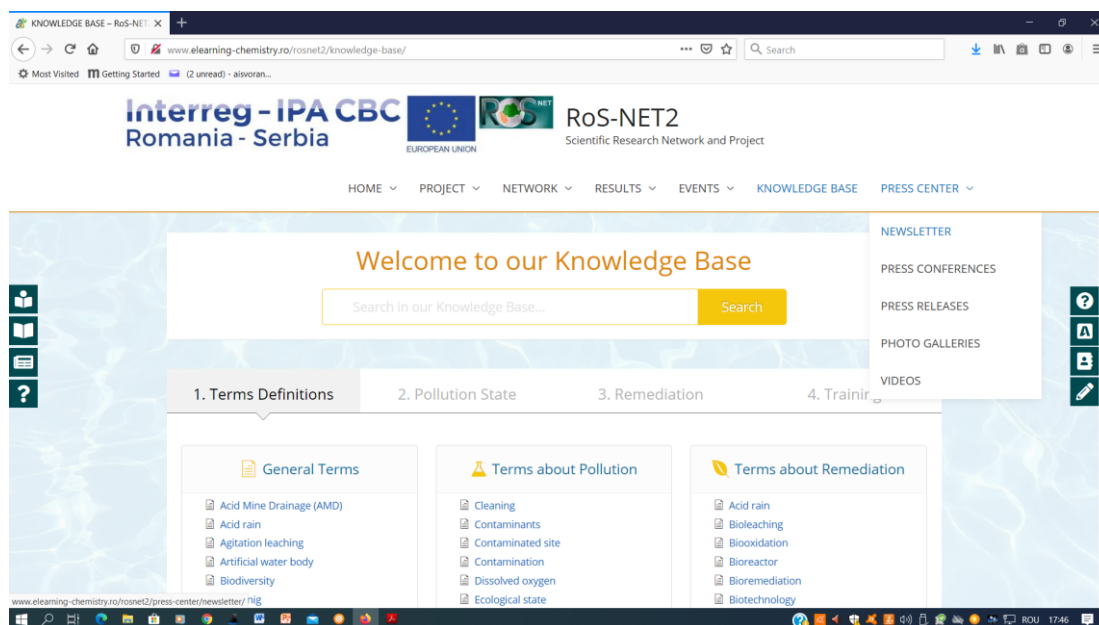 KNOWLEDGE BASE – RoS-NET
www.elearning-chemistry.ro/rosnet2/knowledge-base/
Search
Most Visited
Getting Started
(2 unread) - aisvoran...
Interreg - IPA CBC
Romania - Serbia
EUROPEAN UNION
ROS NET
RoS-NET2
Scientific Research Network and Project
HOME PROJECT NETWORK RESULTS EVENTS KNOWLEDGE BASE PRESS CENTER
NEWSLETTER
PRESS CONFERENCES
PRESS RELEASES
PHOTO GALLERIES
VIDEOS
Welcome to our Knowledge Base
Search in our Knowledge Base...
Search
1. Terms Definitions 2. Pollution State 3. Remediation 4. Training
General Terms
Acid Mine Drainage (AMD)
Acid rain
Agitation leaching
Artificial water body
Biodiversity
Terms about Pollution
Cleaning
Contaminants
Contaminated site
Contamination
Dissolved oxygen
Ecological state
Terms about Remediation
Acid rain
Bioleaching
Biooxidation
Bioreactor
Bioremediation
Biotechnology
www.elearning-chemistry.ro/rosnet2/press-center/newsletter/
ROU 17:46